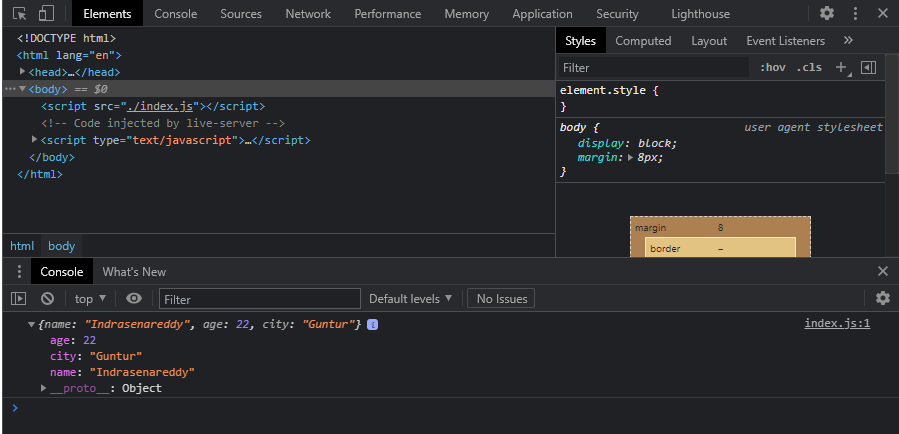 Elements Console Sources Network Performance Memory Application Security Lighthouse
<!DOCTYPE html>
<html lang="en">
<head>…</head>
<body> == $0
<script src="./index.js"></script>
<!-- Code injected by live-server -->
<script type="text/javascript">…</script>
</body>
</html>
html body
Styles Computed Layout Event Listeners »
Filter :hov .cls +
element.style {
}
body { user agent stylesheet
display: block;
margin: 8px;
}
margin 8
border –
Console What's New
top Filter Default levels No Issues
{name: "Indrasenareddy", age: 22, city: "Guntur"} i index.js:1
age: 22
city: "Guntur"
name: "Indrasenareddy"
__proto__: Object